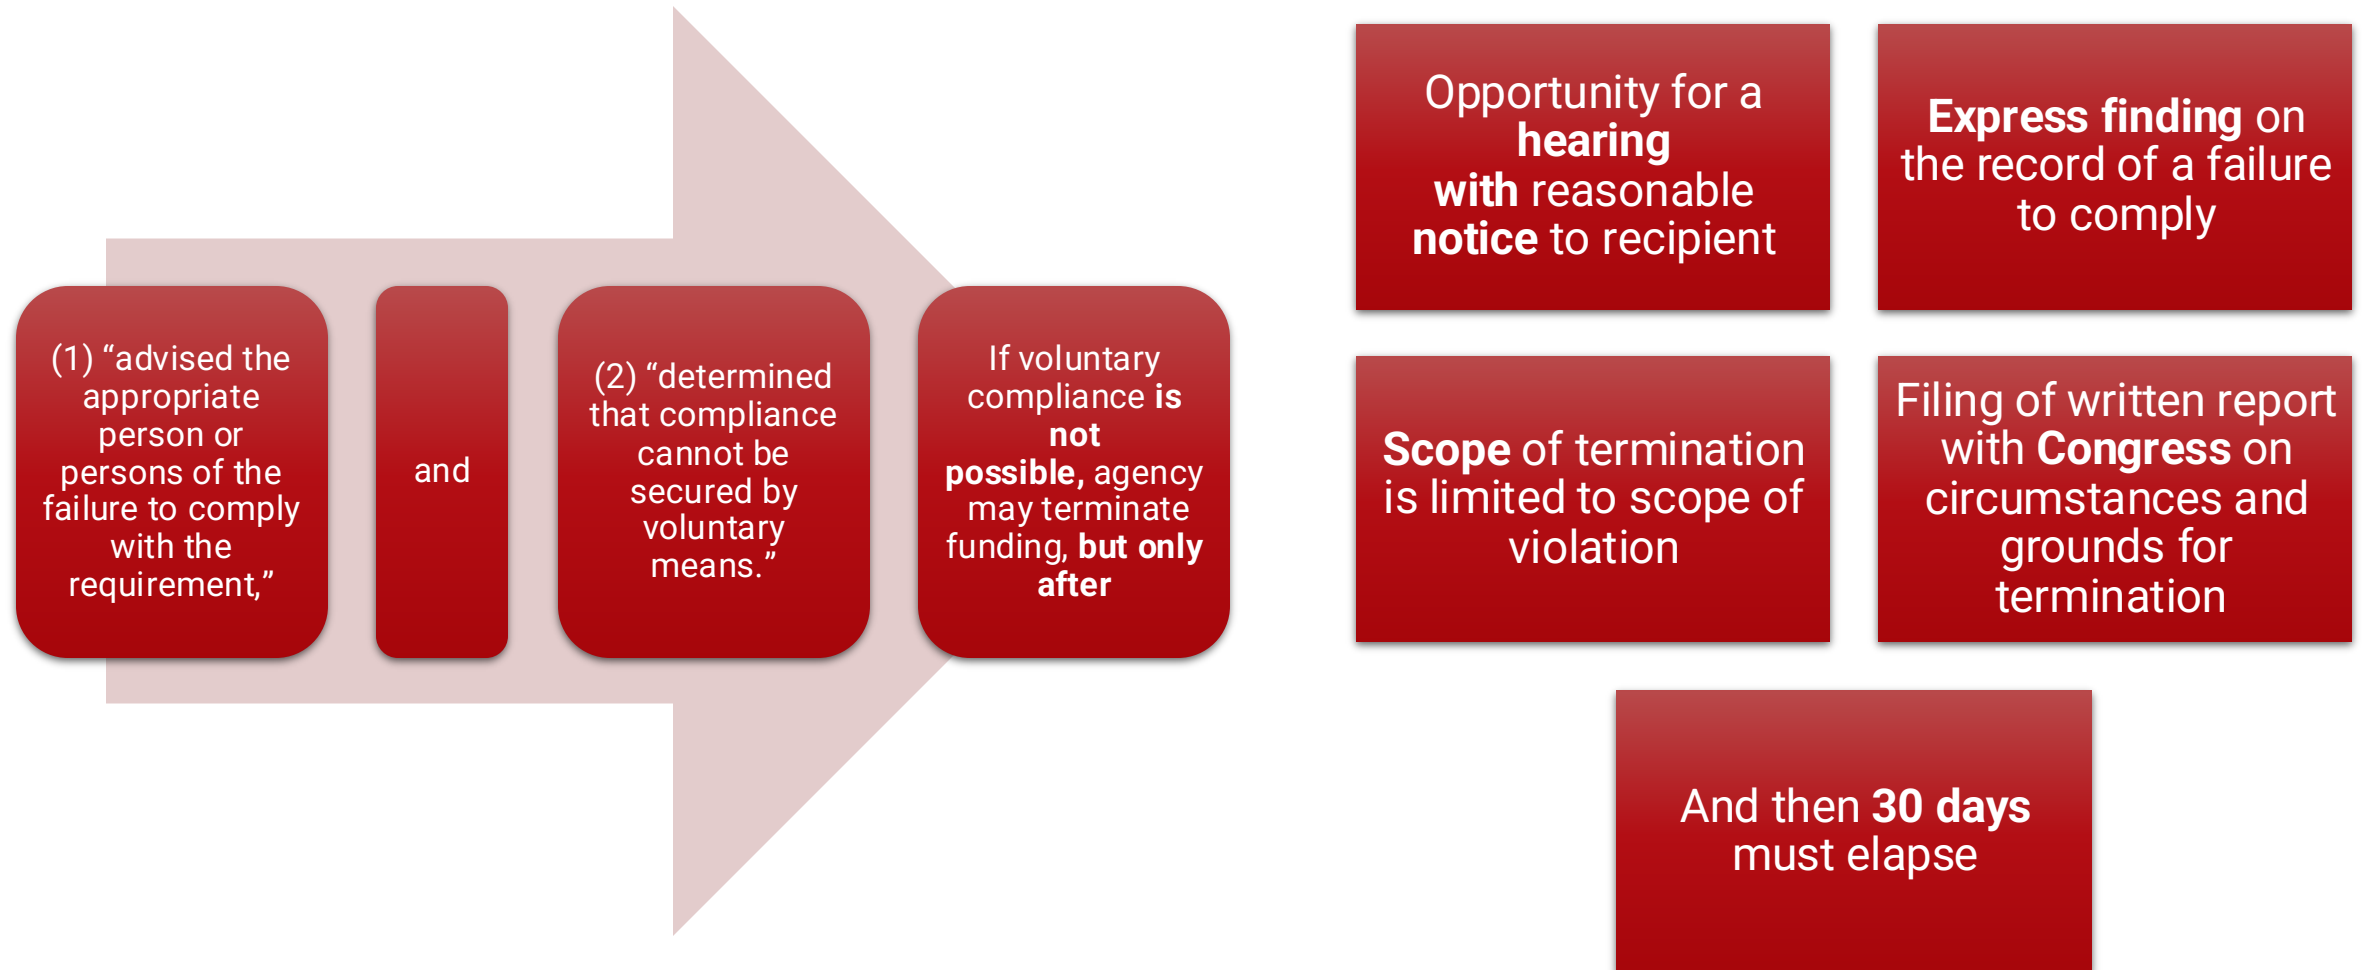 (1) “advised the
appropriate
person or
persons of the
failure to comply
with the
requirement,”
and
(2) “determined
that compliance
cannot be
secured by
voluntary
means.”
If voluntary
compliance is
not
possible, agency
may terminate
funding, but only
after
Opportunity for a
hearing
with reasonable
notice to recipient
Express finding on
the record of a failure
to comply
Scope of termination
is limited to scope of
violation
Filing of written report
with Congress on
circumstances and
grounds for
termination
And then 30 days
must elapse